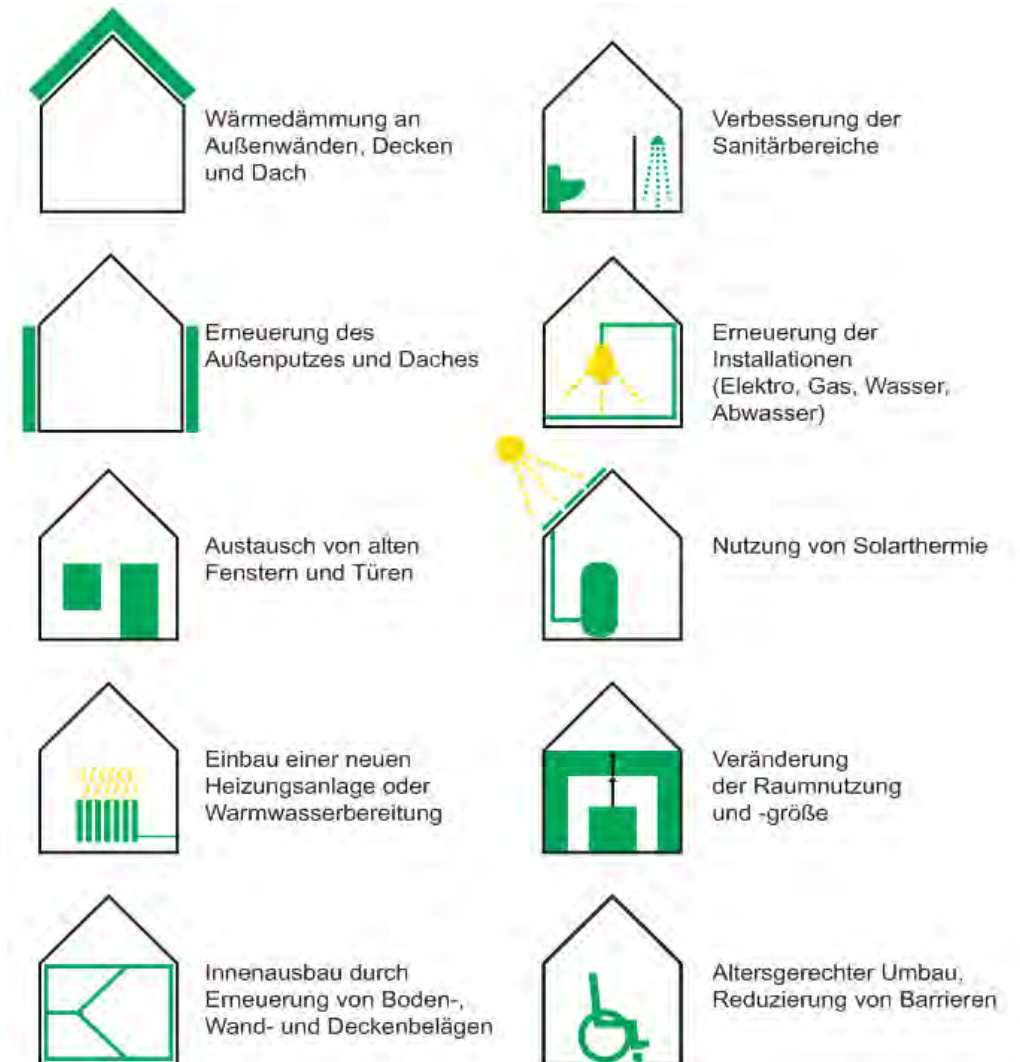 Wärmedämmung an
Außenwänden, Decken
und Dach
Verbesserung der
Sanitärbereiche
Erneuerung des
Außenputzes und Daches
Erneuerung der
Installationen
(Elektro, Gas, Wasser,
Abwasser)
Austausch von alten
Fenstern und Türen
Nutzung von Solarthermie
Einbau einer neuen
Heizungsanlage oder
Warmwasserbereitung
Veränderung
der Raumnutzung
und -größe
Innenausbau durch
Erneuerung von Boden-,
Wand- und Deckenbelägen
Altersgerechter Umbau,
Reduzierung von Barrieren